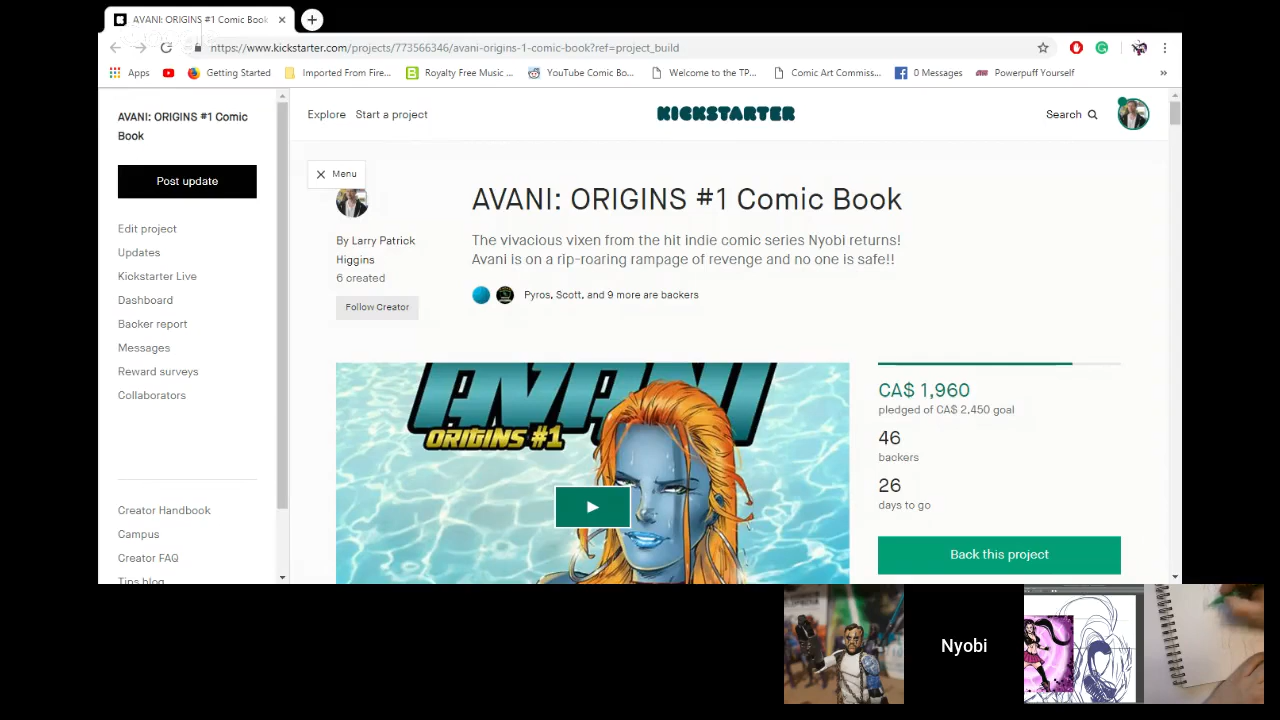 AVANI: ORIGINS #1 Comic Book
https://www.kickstarter.com/projects/773566346/avani-origins-1-comic-book?ref=project_build
Apps
Getting Started
Imported From Fire...
Royalty Free Music ...
YouTube Comic Bo...
Welcome to the TP...
Comic Art Commiss...
0 Messages
Powerpuff Yourself
AVANI: ORIGINS #1 Comic
Book
Post update
Edit project
Updates
Kickstarter Live
Dashboard
Backer report
Messages
Reward surveys
Collaborators
Creator Handbook
Campus
Creator FAQ
Tips blog
Explore Start a project
KICKSTARTER
Search
Menu
By Larry Patrick
Higgins
6 created
Follow Creator
AVANI: ORIGINS #1 Comic Book
The vivacious vixen from the hit indie comic series Nyobi returns!
Avani is on a rip-roaring rampage of revenge and no one is safe!!
Pyros, Scott, and 9 more are backers
AVANI
ORIGINS #1
CA$ 1,960
pledged of CA$ 2,450 goal
46
backers
26
days to go
Back this project
Nyobi